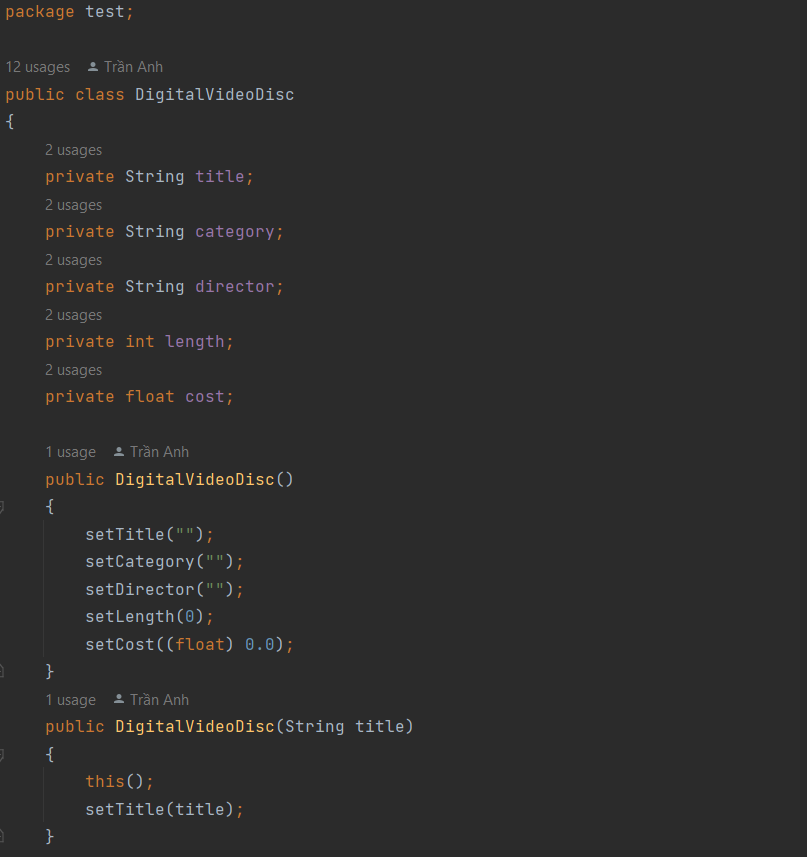 package test;
12 usages Trần Anh
public class DigitalVideoDisc
{
2 usages
private String title;
2 usages
private String category;
2 usages
private String director;
2 usages
private int length;
2 usages
private float cost;
1 usage Trần Anh
public DigitalVideoDisc()
{
setTitle("");
setCategory("");
setDirector("");
setLength(0);
setCost((float) 0.0);
}
1 usage Trần Anh
public DigitalVideoDisc(String title)
{
this();
setTitle(title);
}